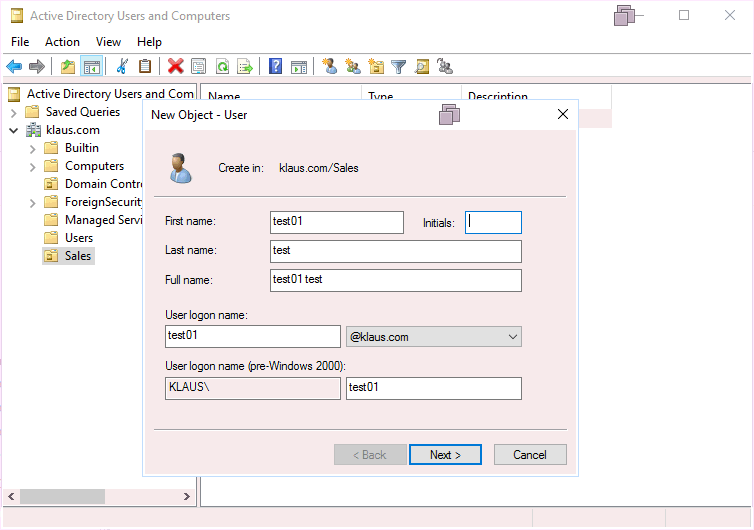 Active Directory Users and Computers
File Action View Help
Active Directory Users and Com
Saved Queries
klaus.com
Builtin
Computers
Domain Contr
ForeignSecurity
Managed Servi
Users
Sales
Name Type Description
New Object - User
Create in: klaus.com/Sales
First name: test01 Initials:
Last name: test
Full name: test01 test
User logon name:
test01 @klaus.com
User logon name (pre-Windows 2000):
KLAUS\ test01
< Back Next > Cancel